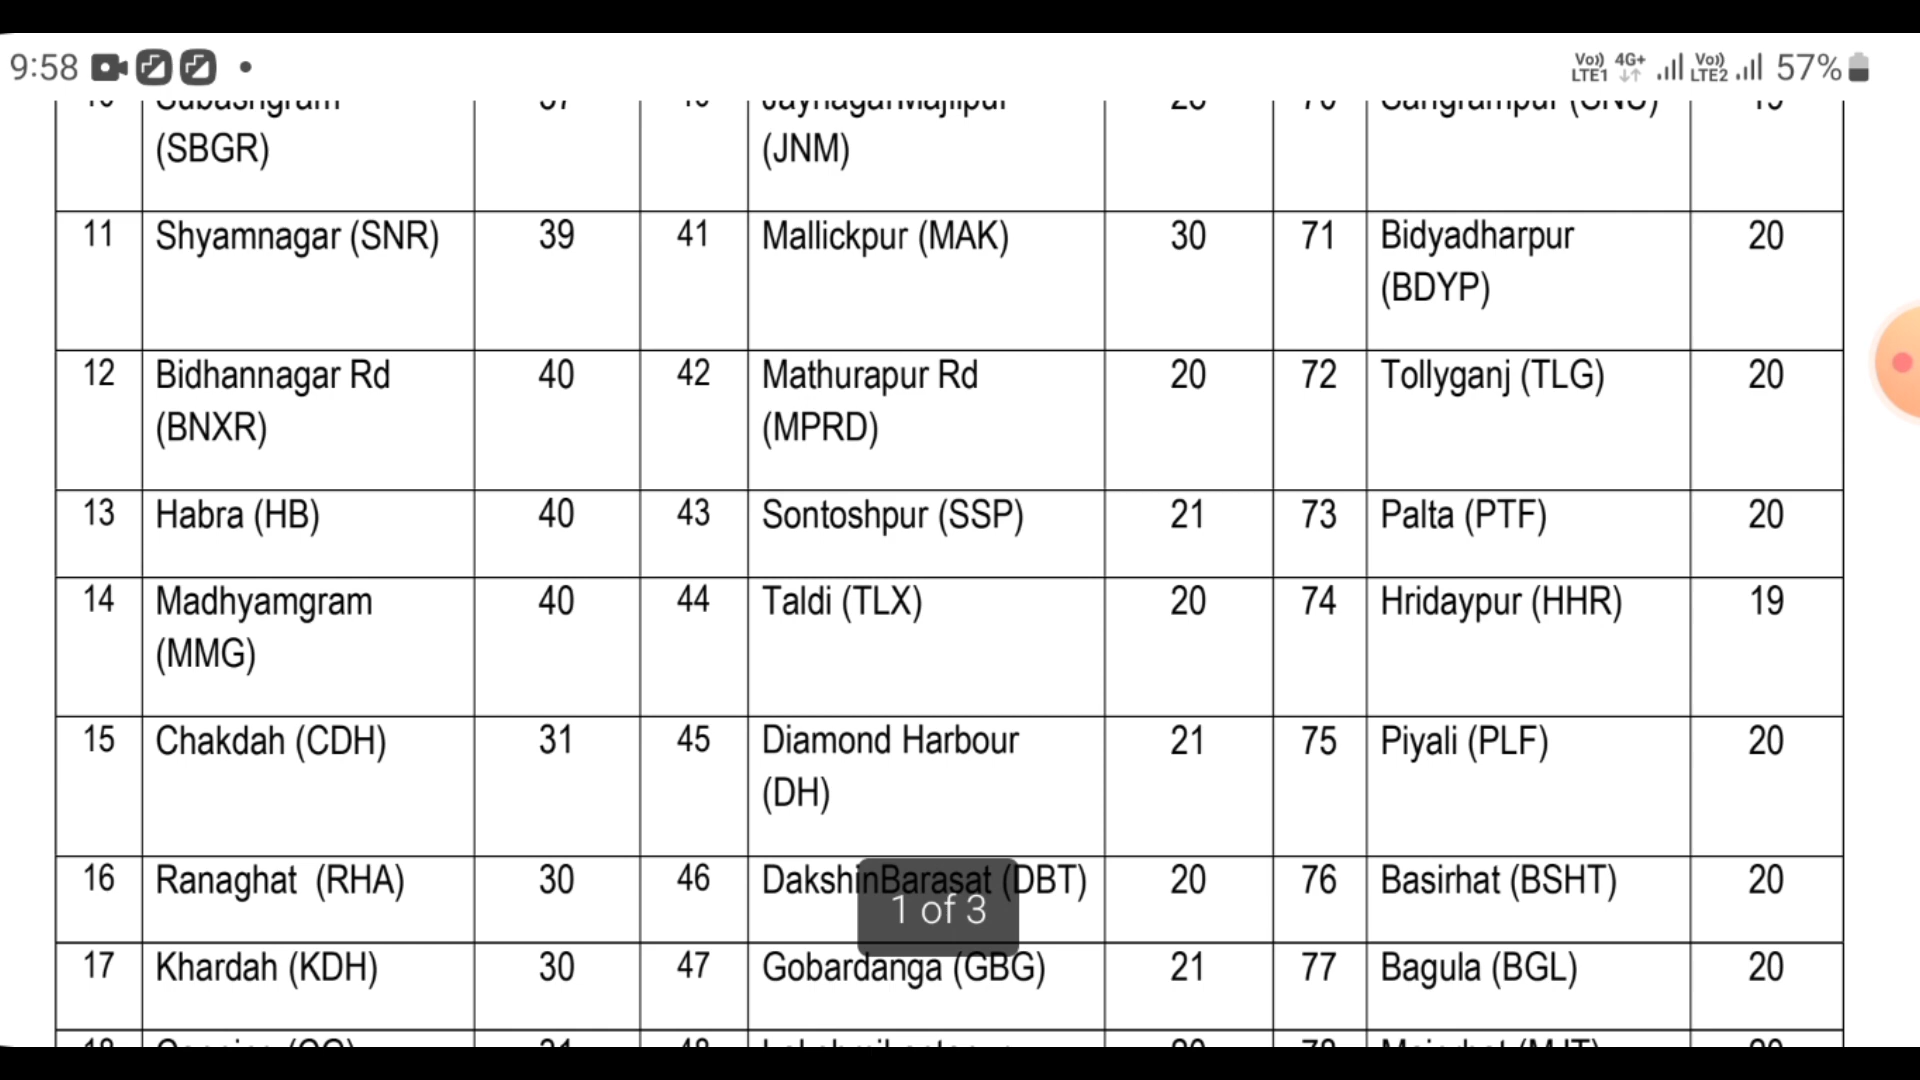 9:58
Vo)) LTE1 4G+ Vo)) LTE2 57%
(SBGR) (JNM)
11 Shyamnagar (SNR) 39 41 Mallickpur (MAK) 30 71 Bidyadharpur 20
(BDYP)
12 Bidhannagar Rd 40 42 Mathurapur Rd 20 72 Tollyganj (TLG) 20
(BNXR) (MPRD)
13 Habra (HB) 40 43 Sontoshpur (SSP) 21 73 Palta (PTF) 20
14 Madhyamgram 40 44 Taldi (TLX) 20 74 Hridaypur (HHR) 19
(MMG)
15 Chakdah (CDH) 31 45 Diamond Harbour 21 75 Piyali (PLF) 20
(DH)
16 Ranaghat (RHA) 30 46 DakshinBarasat (DBT) 20 76 Basirhat (BSHT) 20
1 of 3
17 Khardah (KDH) 30 47 Gobardanga (GBG) 21 77 Bagula (BGL) 20